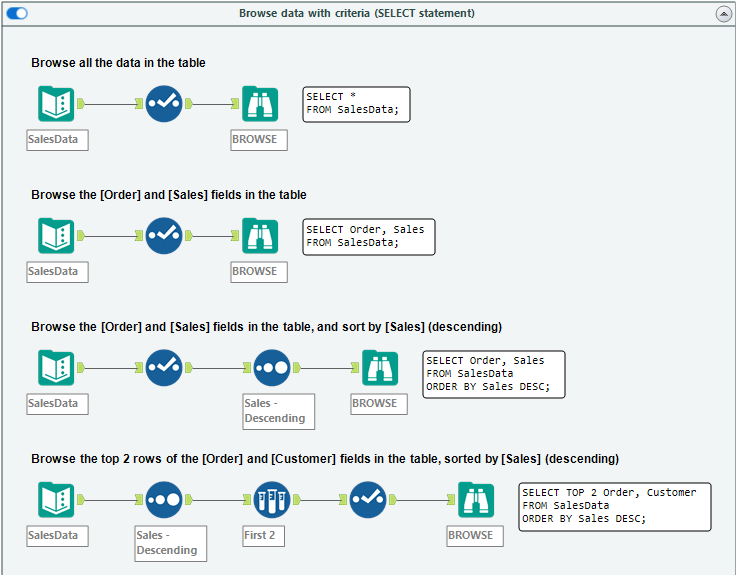 Browse data with criteria (SELECT statement)
Browse all the data in the table
SELECT *
FROM SalesData;
SalesData
BROWSE
Browse the [Order] and [Sales] fields in the table
SELECT Order, Sales
FROM SalesData;
SalesData
BROWSE
Browse the [Order] and [Sales] fields in the table, and sort by [Sales] (descending)
SELECT Order, Sales
FROM SalesData
ORDER BY Sales DESC;
SalesData
Sales -
Descending
BROWSE
Browse the top 2 rows of the [Order] and [Customer] fields in the table, sorted by [Sales] (descending)
SELECT TOP 2 Order, Customer
FROM SalesData
ORDER BY Sales DESC;
SalesData
Sales -
Descending
First 2
BROWSE